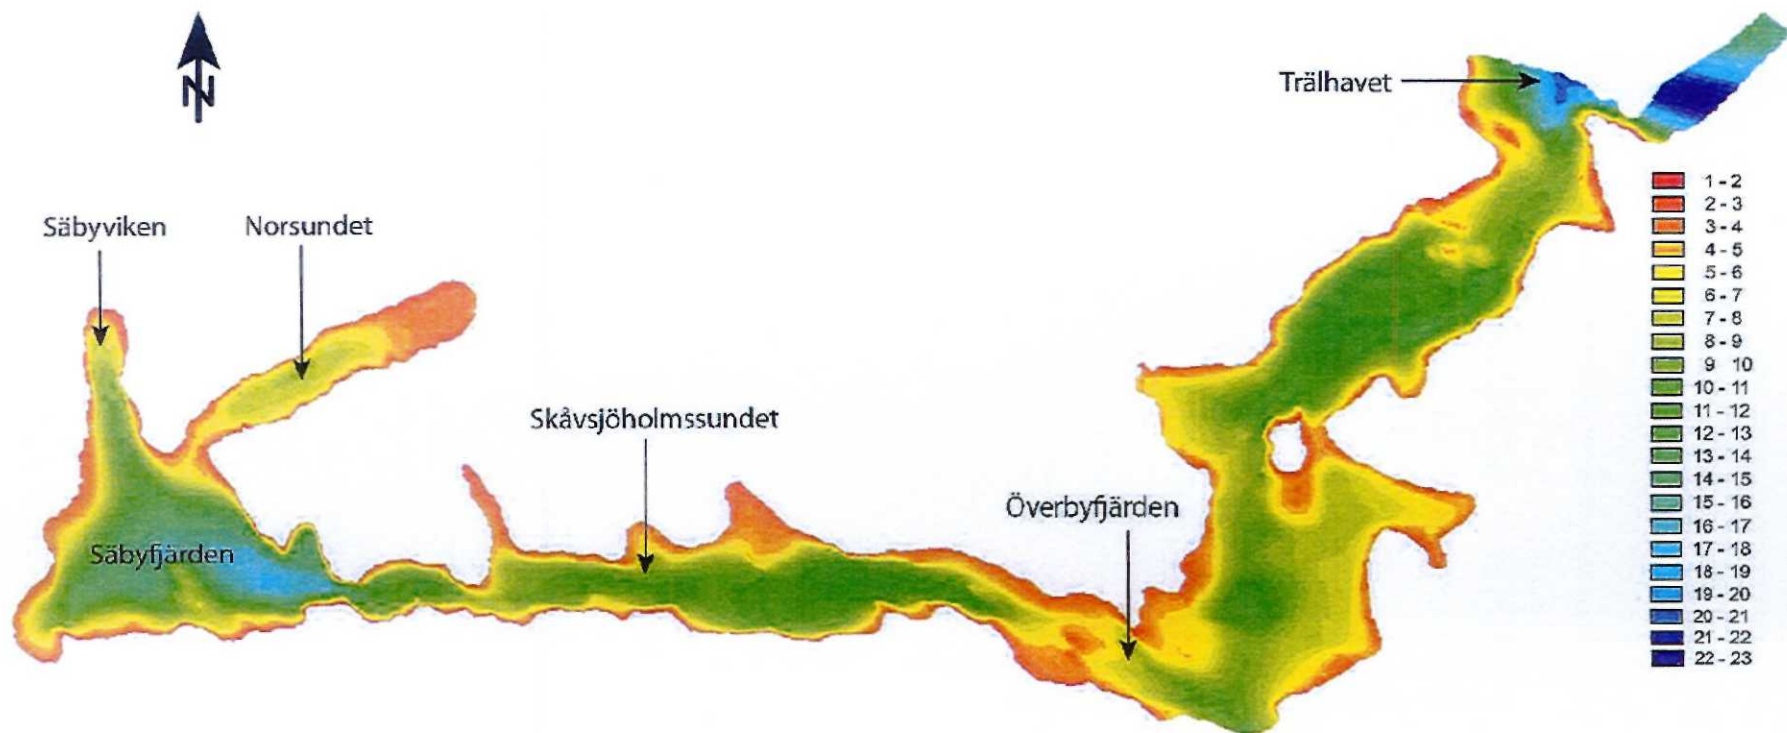 N
Trälhavet
Säbyviken
Norsundet
Skåvsjöholmssundet
Överbyfjärden
Säbyfjärden
1 - 2
2 - 3
3 - 4
4 - 5
5 - 6
6 - 7
7 - 8
8 - 9
9 10
10 - 11
11 - 12
12 - 13
13 - 14
14 - 15
15 - 16
16 - 17
17 - 18
18 - 19
19 - 20
20 - 21
21 - 22
22 - 23